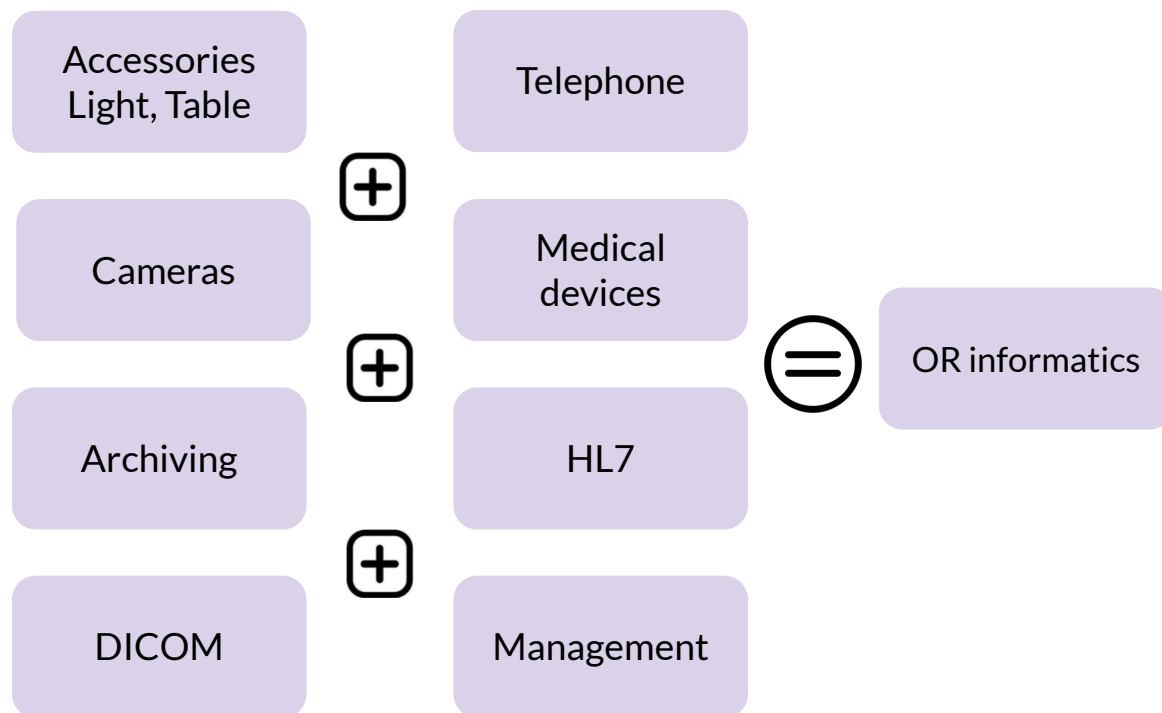 Accessories
Light, Table
Telephone
Cameras
Medical
devices
OR informatics
Archiving
HL7
DICOM
Management